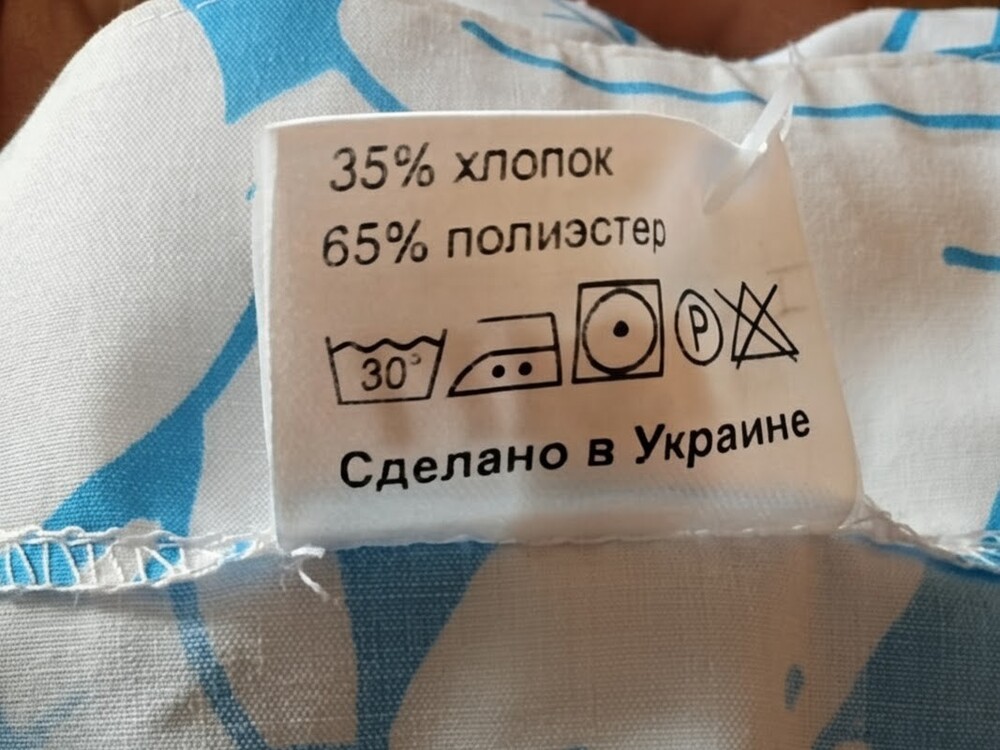 35% хлопок
65% полиэстер
30° P
Сделано в Украине